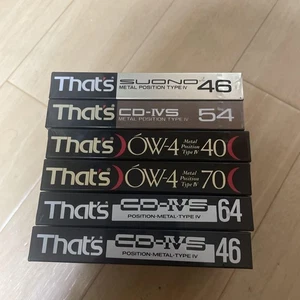 That's SUONO 46
METAL POSITION TYPE IV
That's CD-IVS 54
METAL POSITION TYPE IV
That's ÓW-4 Metal Position Type IV 40
That's ÓW-4 Metal Position Type IV 70
That's CD-IVS 64
POSITION·METAL·TYPE IV
That's CD-IVS 46
POSITION·METAL·TYPE IV